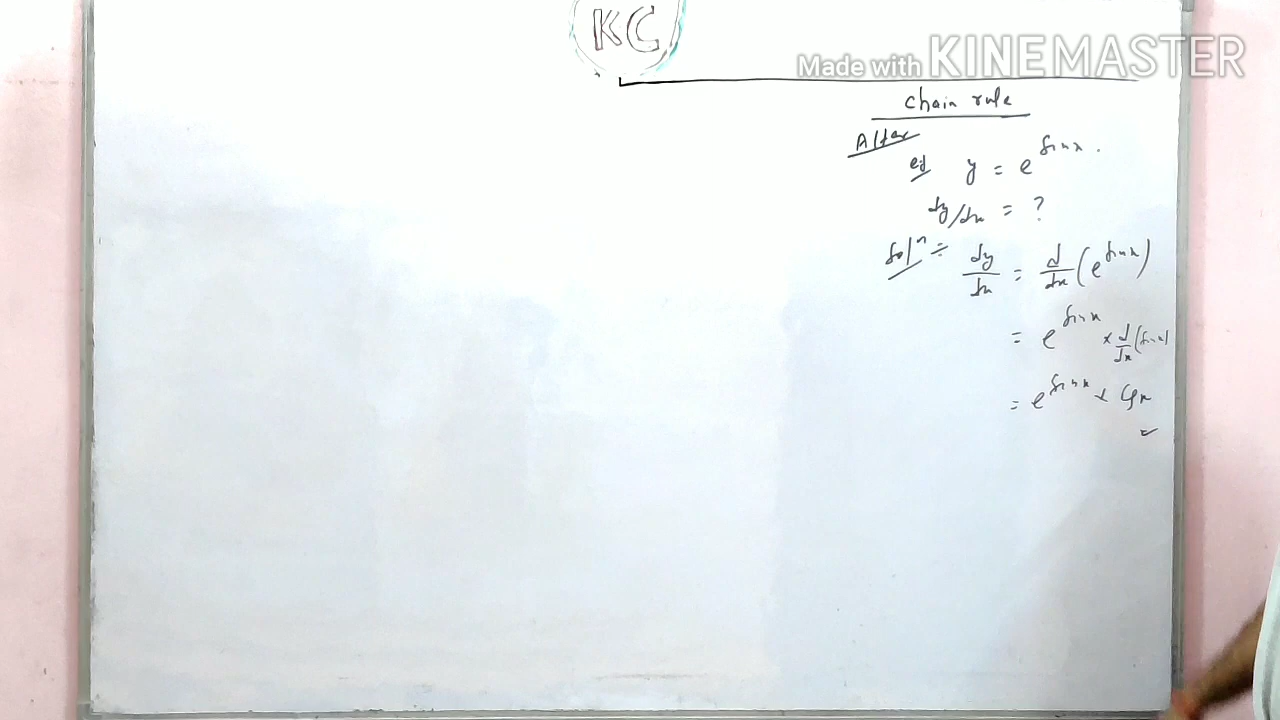 KC
Made with KINEMASTER
Chain rule
Alter
eg y = e^sinx .
dy/dx = ?
Solⁿ ÷ dy/dx = d/dx (e^sinx)
= e^sinx × d/dx (sinx)
= e^sinx × cosx